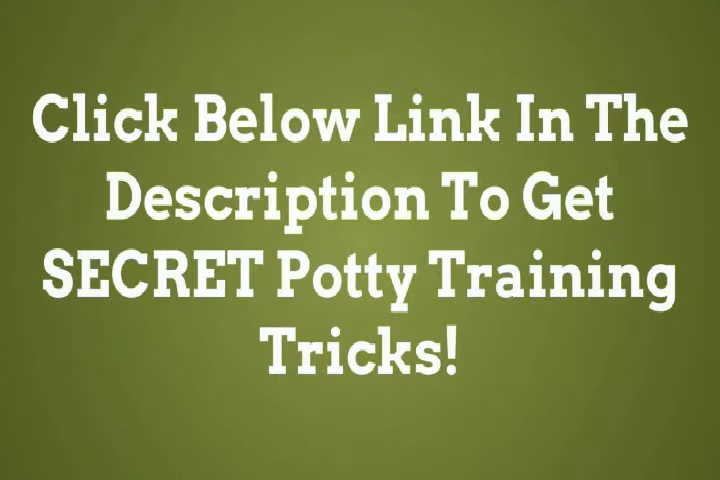 Click Below Link In The
Description To Get
SECRET Potty Training
Tricks!